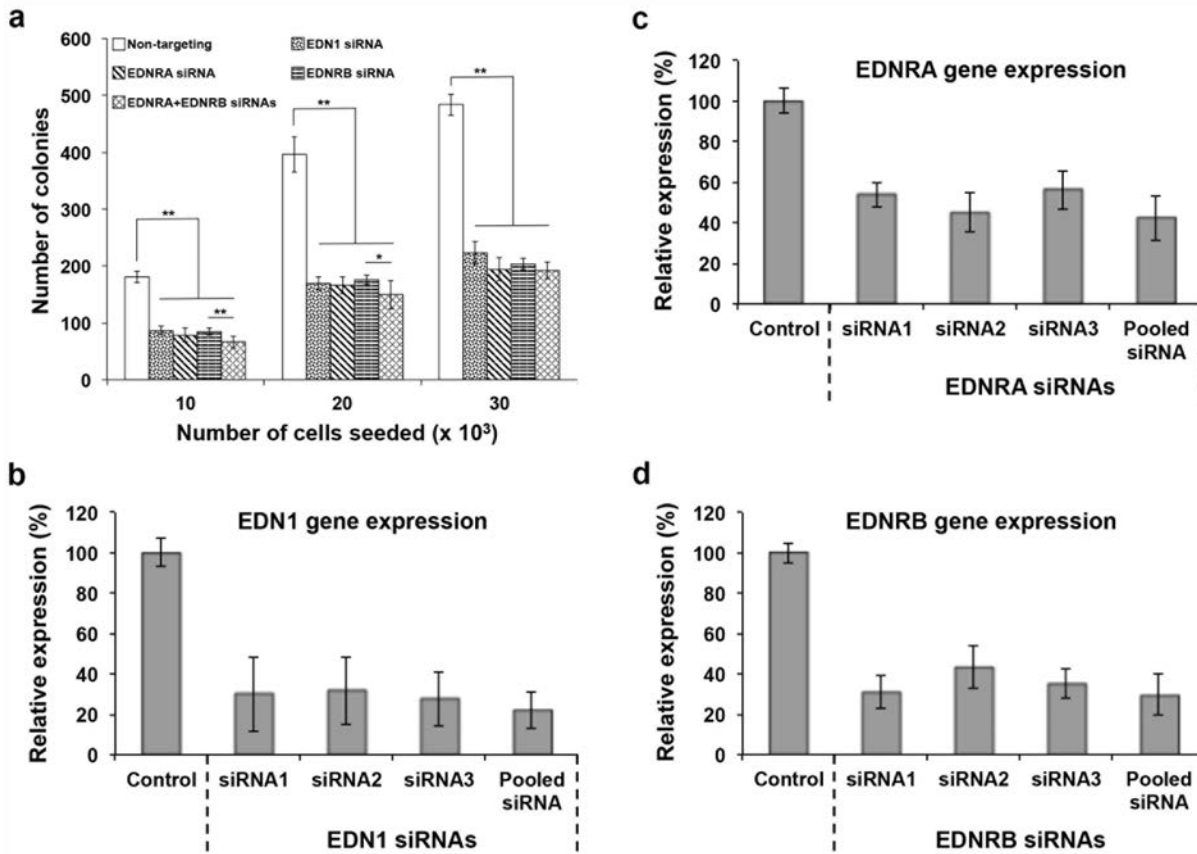 a
600
500
400
300
200
100
0
Number of colonies
Non-targeting
EDN1 siRNA
EDNRA siRNA
EDNRB siRNA
EDNRA+EDNRB siRNAs
**
**
**
**
*
10 20 30
Number of cells seeded (x 10³)
b
EDN1 gene expression
Relative expression (%)
120
100
80
60
40
20
0
Control siRNA1 siRNA2 siRNA3 Pooled
siRNA
EDN1 siRNAs
c
EDNRA gene expression
Relative expression (%)
120
100
80
60
40
20
0
Control siRNA1 siRNA2 siRNA3 Pooled
siRNA
EDNRA siRNAs
d
EDNRB gene expression
Relative expression (%)
120
100
80
60
40
20
0
Control siRNA1 siRNA2 siRNA3 Pooled
siRNA
EDNRB siRNAs